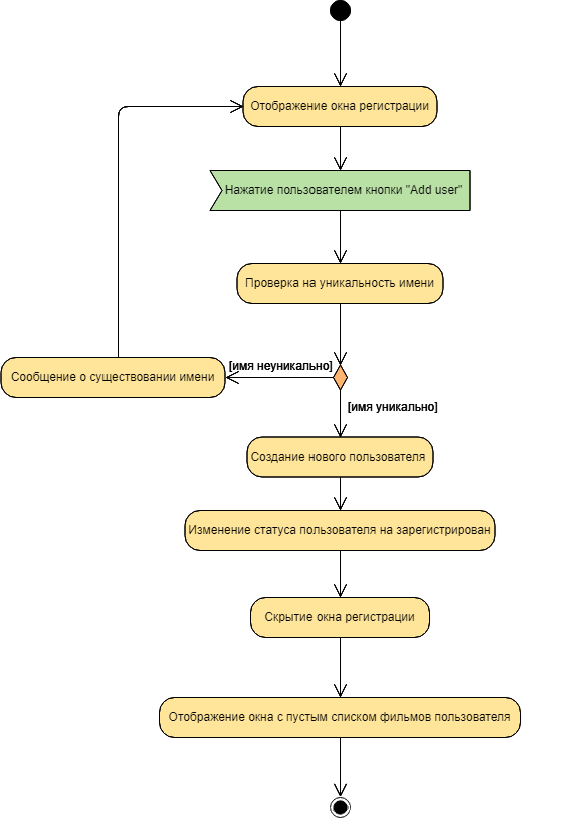 Отображение окна регистрации
Нажатие пользователем кнопки "Add user"
Проверка на уникальность имени
[имя неуникально]
Сообщение о существовании имени
[имя уникально]
Создание нового пользователя
Изменение статуса пользователя на зарегистрирован
Скрытие окна регистрации
Отображение окна с пустым списком фильмов пользователя